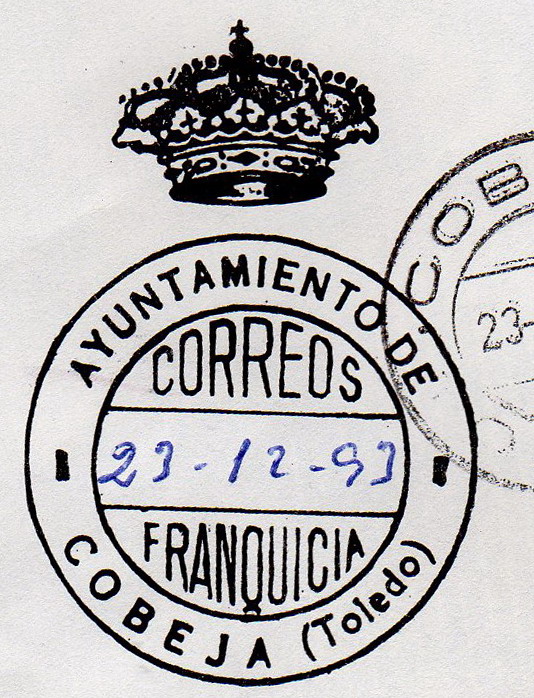 AYUNTAMIENTO DE
CORREOS
23-12-93
FRANQUICIA
COBEJA (Toledo)
COB
23-